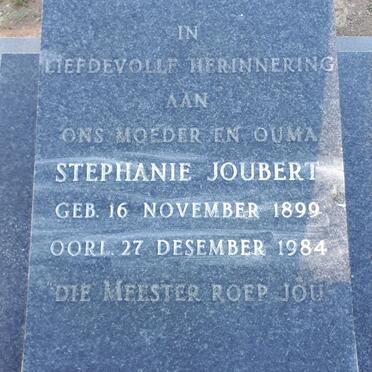 IN
LIEFDEVOLLE HERINNERING
AAN
ONS MOEDER EN OUMA
STEPHANIE JOUBERT
GEB. 16 NOVEMBER 1899
OORL. 27 DESEMBER 1984
"DIE MEESTER ROEP JOU"